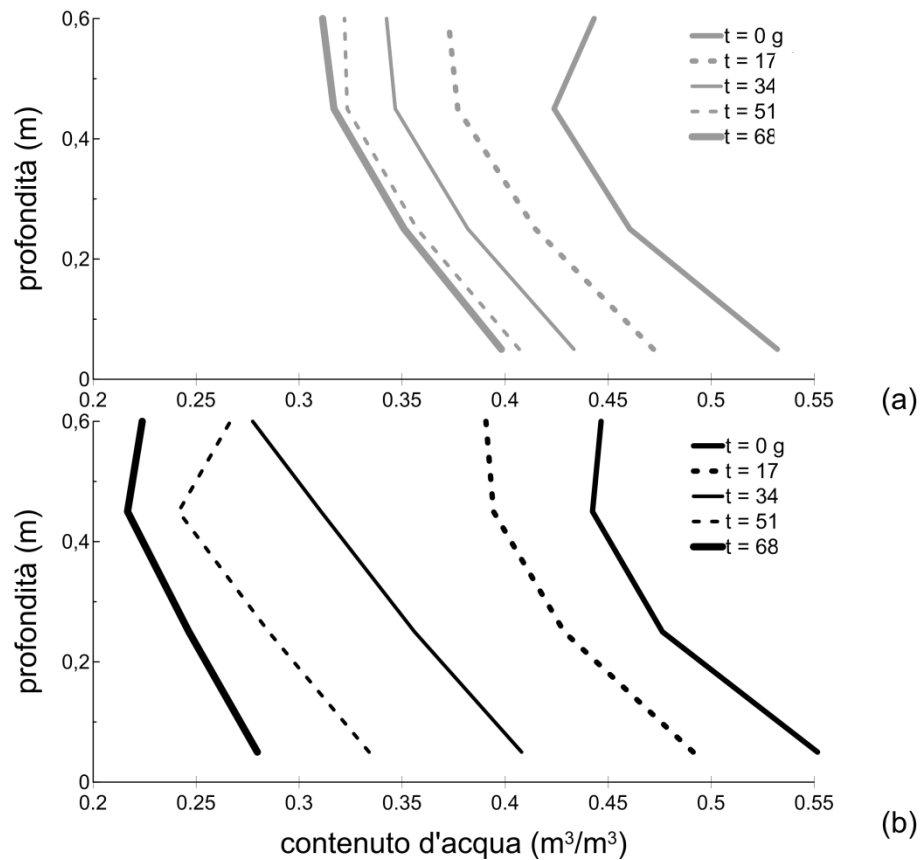 0,6
0,4
0,2
0
profondità (m)
t = 0 g
t = 17
t = 34
t = 51
t = 68
0.2 0.25 0.3 0.35 0.4 0.45 0.5 0.55
(a)
0,6
0,4
0,2
0
profondità (m)
t = 0 g
t = 17
t = 34
t = 51
t = 68
0.2 0.25 0.3 0.35 0.4 0.45 0.5 0.55
(b)
contenuto d'acqua (m³/m³)